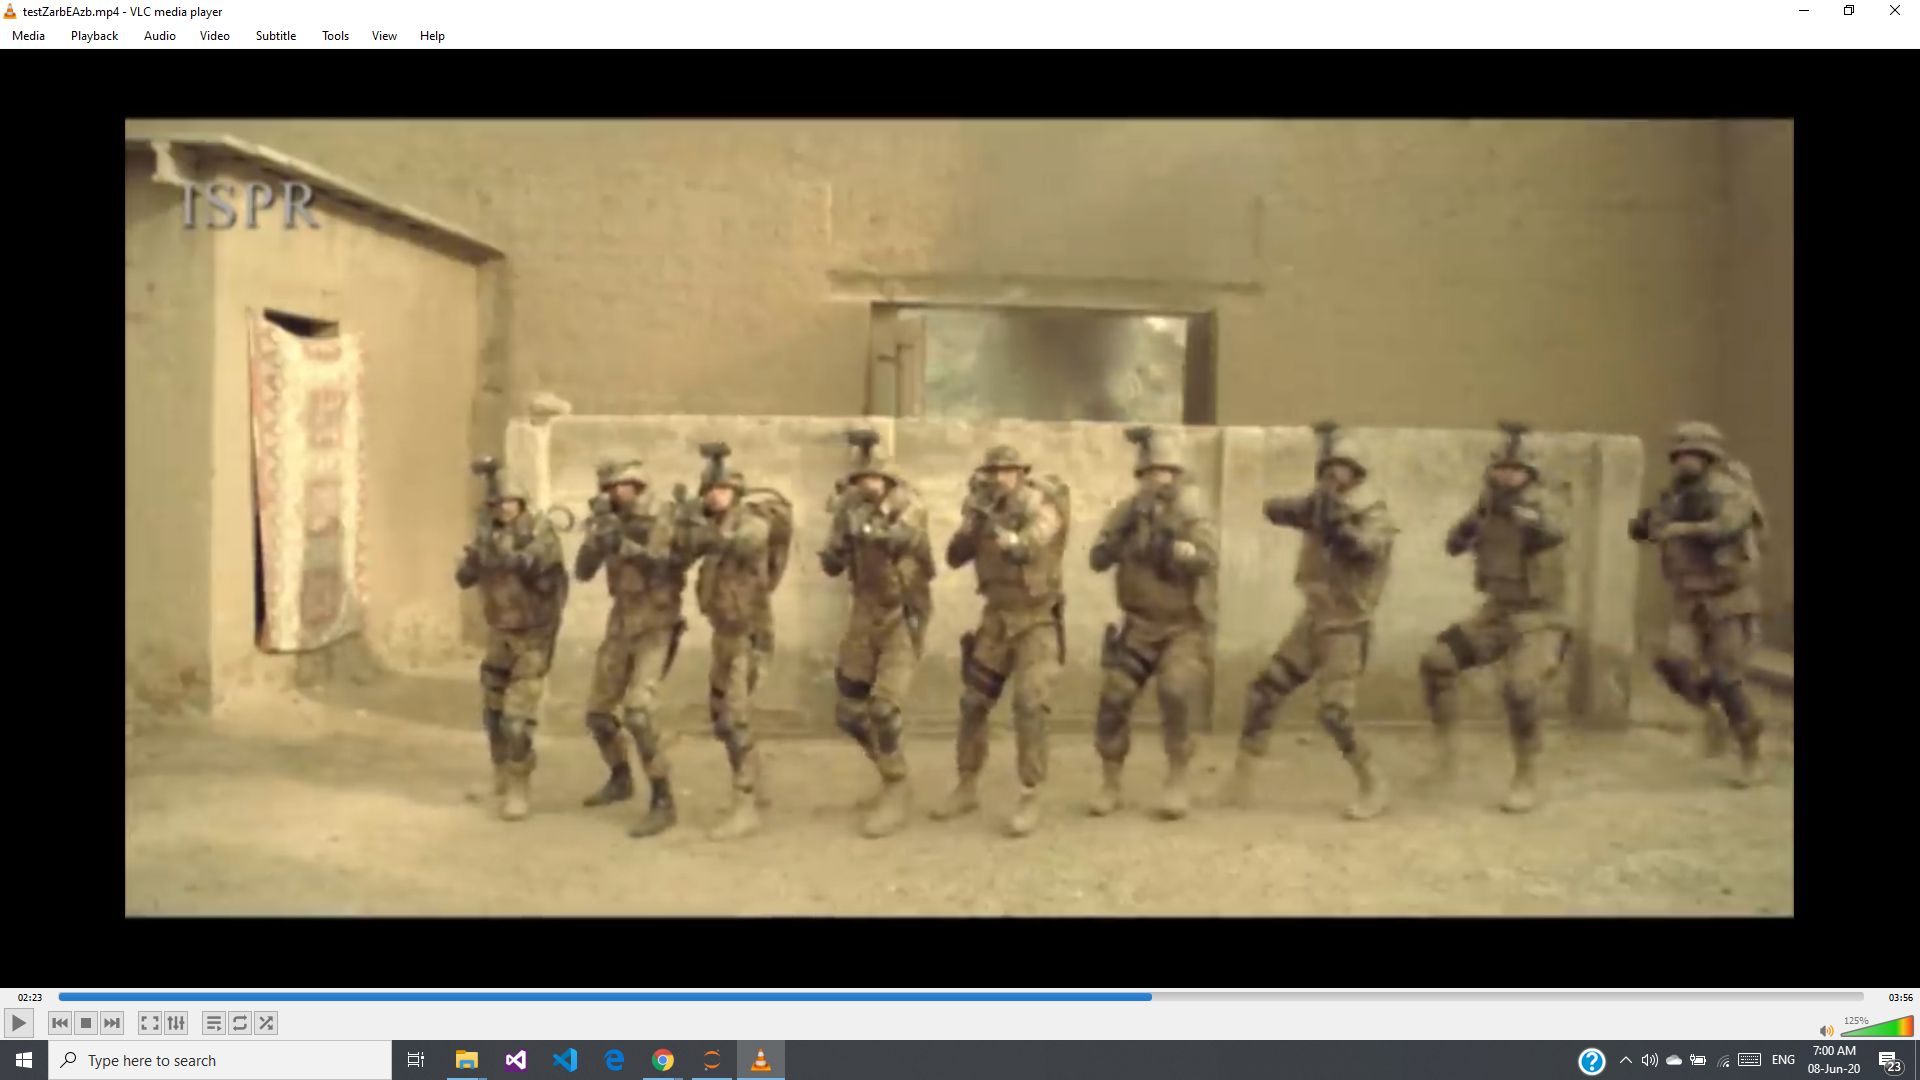 testZarbEAzb.mp4 - VLC media player
Media Playback Audio Video Subtitle Tools View Help
ISPR
02:23 03:56
125%
Type here to search
ENG
7:00 AM
08-Jun-20
23